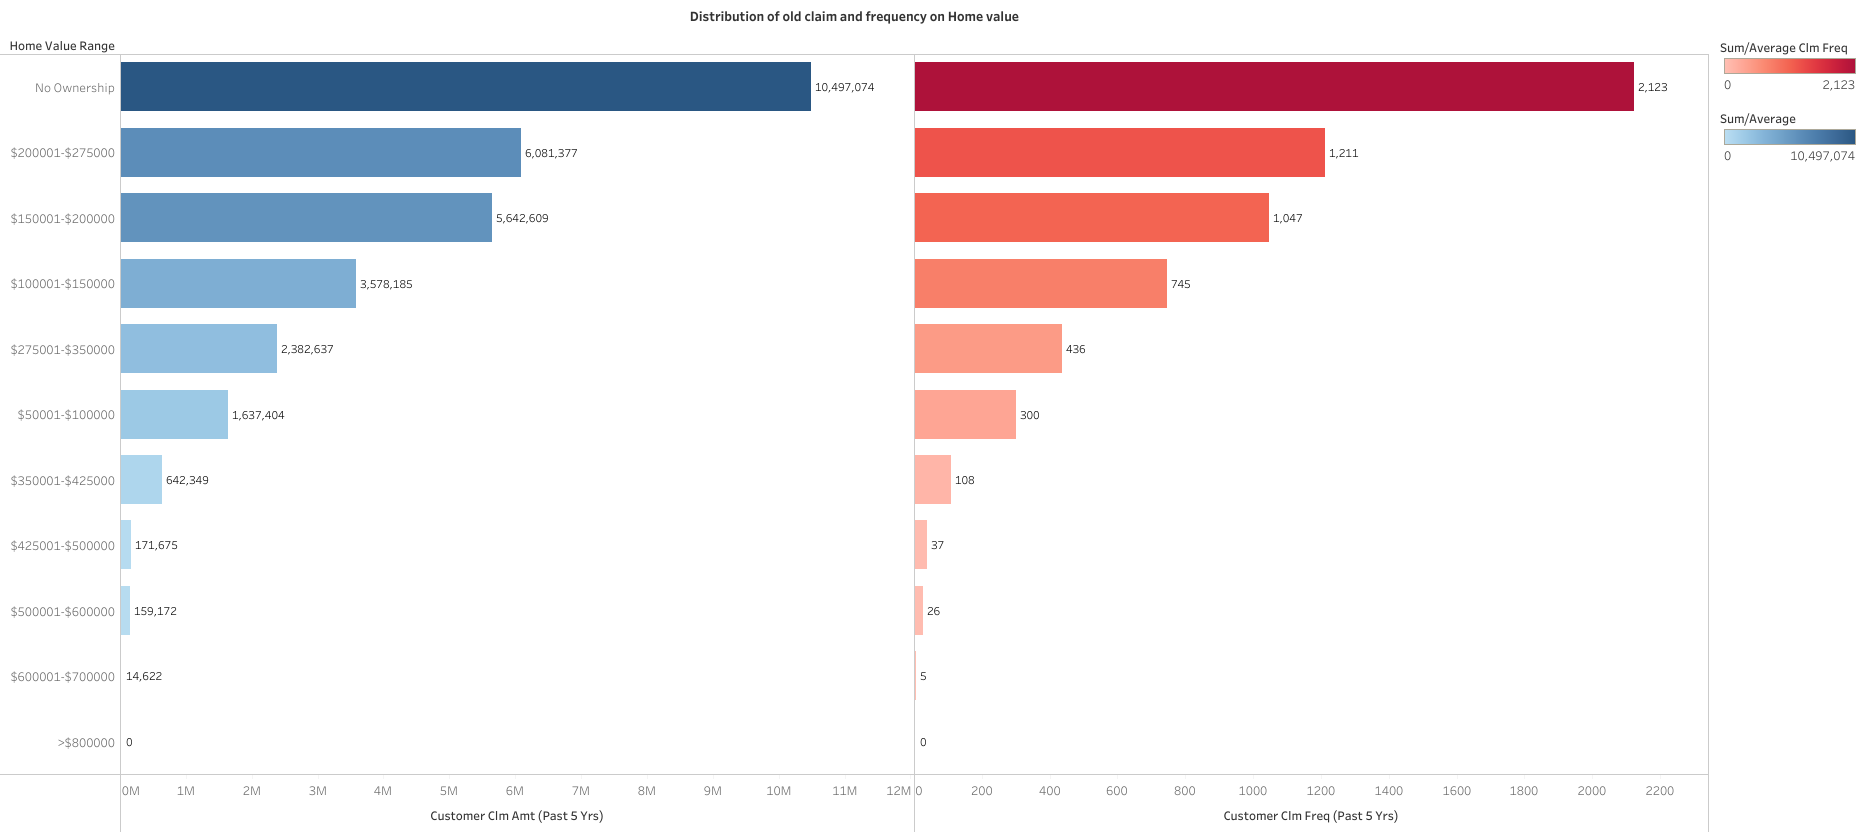 Distribution of old claim and frequency on Home value
Home Value Range
No Ownership 10,497,074 2,123
$200001-$275000 6,081,377 1,211
$150001-$200000 5,642,609 1,047
$100001-$150000 3,578,185 745
$275001-$350000 2,382,637 436
$50001-$100000 1,637,404 300
$350001-$425000 642,349 108
$425001-$500000 171,675 37
$500001-$600000 159,172 26
$600001-$700000 14,622 5
>$800000 0 0
0M 1M 2M 3M 4M 5M 6M 7M 8M 9M 10M 11M 12M 0 200 400 600 800 1000 1200 1400 1600 1800 2000 2200
Customer Clm Amt (Past 5 Yrs) Customer Clm Freq (Past 5 Yrs)
Sum/Average Clm Freq
0 2,123
Sum/Average
0 10,497,074